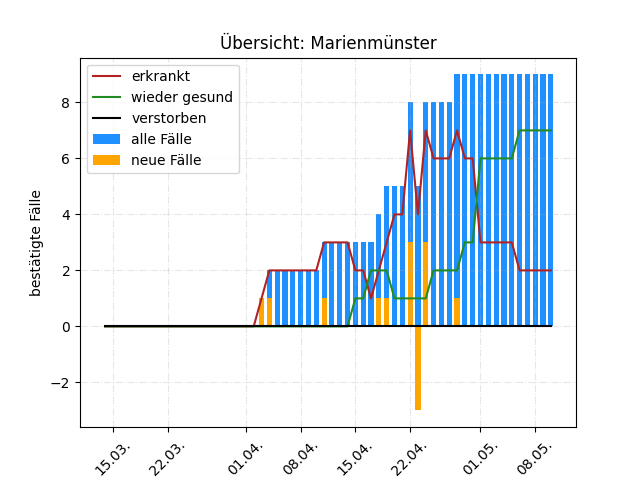 Übersicht: Marienmünster
erkrankt
wieder gesund
verstorben
alle Fälle
neue Fälle
bestätigte Fälle
8
6
4
2
0
−2
15.03.
22.03.
01.04.
08.04.
15.04.
22.04.
01.05.
08.05.